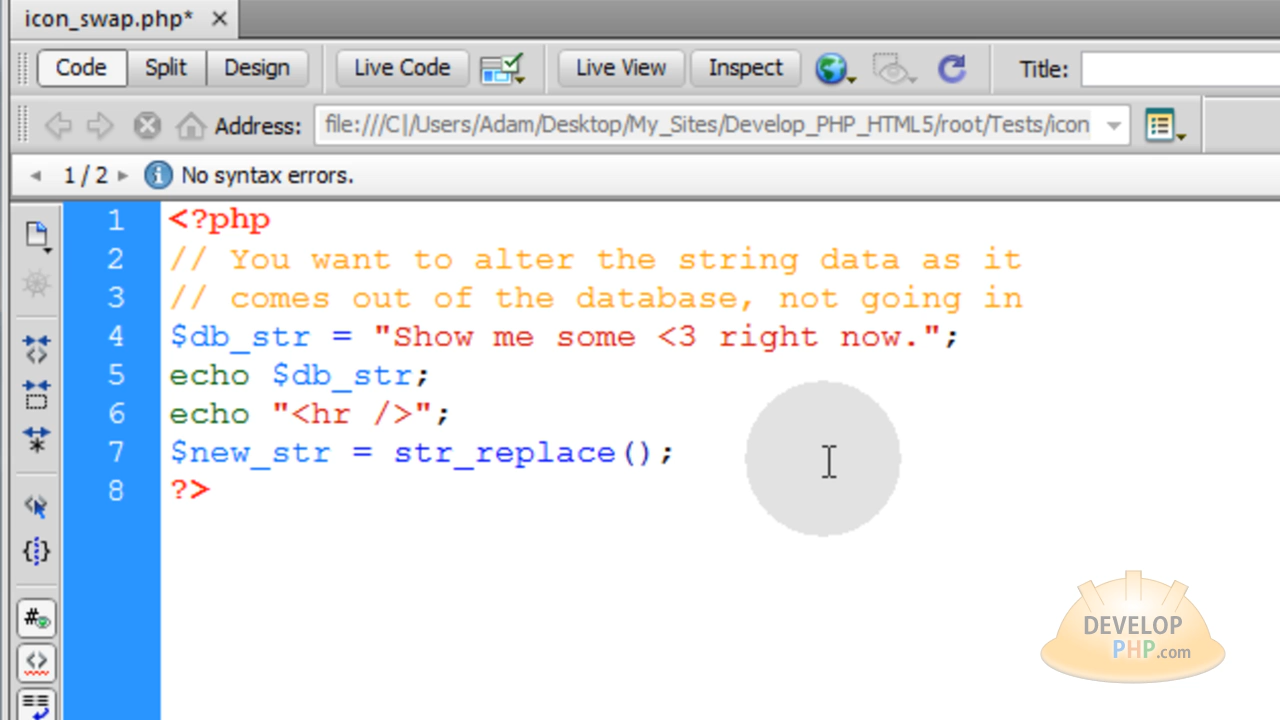 icon_swap.php* ×
Code Split Design Live Code Live View Inspect Title:
Address: file:///C|/Users/Adam/Desktop/My_Sites/Develop_PHP_HTML5/root/Tests/icon
1 / 2 No syntax errors.
1 <?php
2 // You want to alter the string data as it
3 // comes out of the database, not going in
4 $db_str = "Show me some <3 right now.";
5 echo $db_str;
6 echo "<hr />";
7 $new_str = str_replace();
8 ?>
DEVELOP
PHP.com